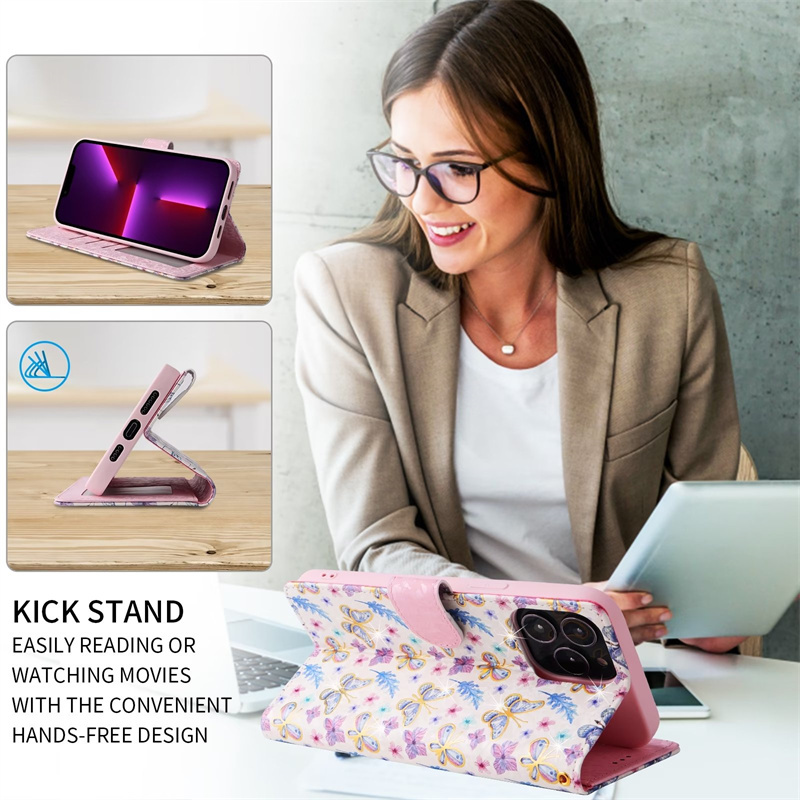 KICK STAND
EASILY READING OR
WATCHING MOVIES
WITH THE CONVENIENT
HANDS-FREE DESIGN